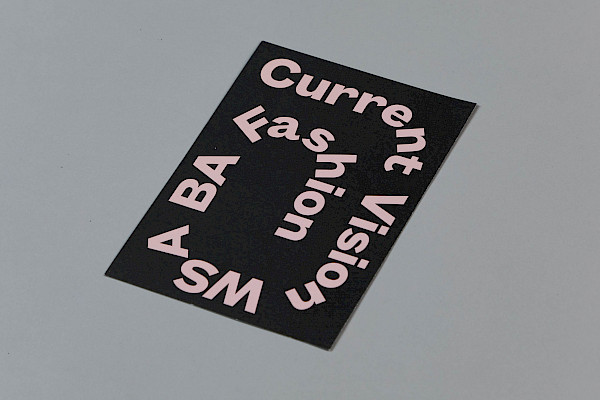 Current Vision WSA BA Fashion